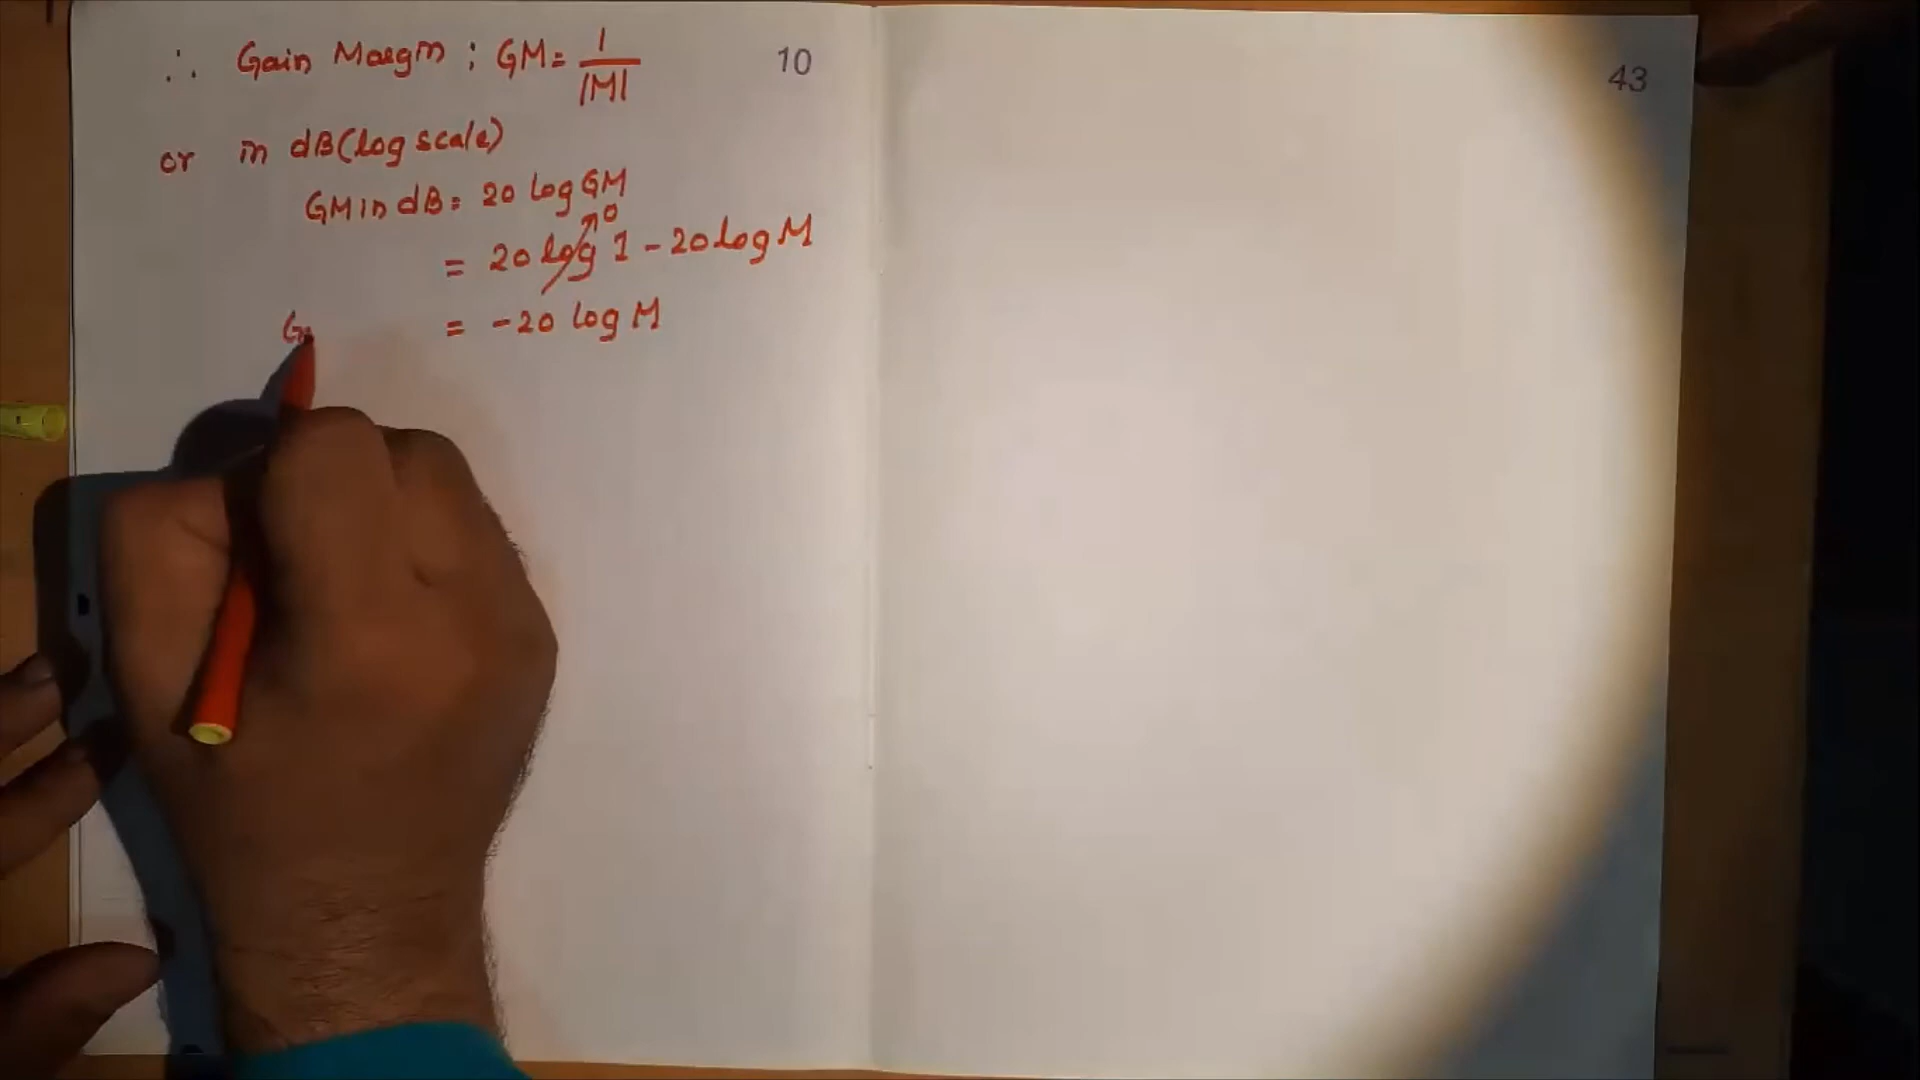 ∴ Gain Margin : GM = 1/|M|
10
43
or in dB (log scale)
GM in dB = 20 log GM
= 20 log 1 - 20 log M
0
G = -20 log M